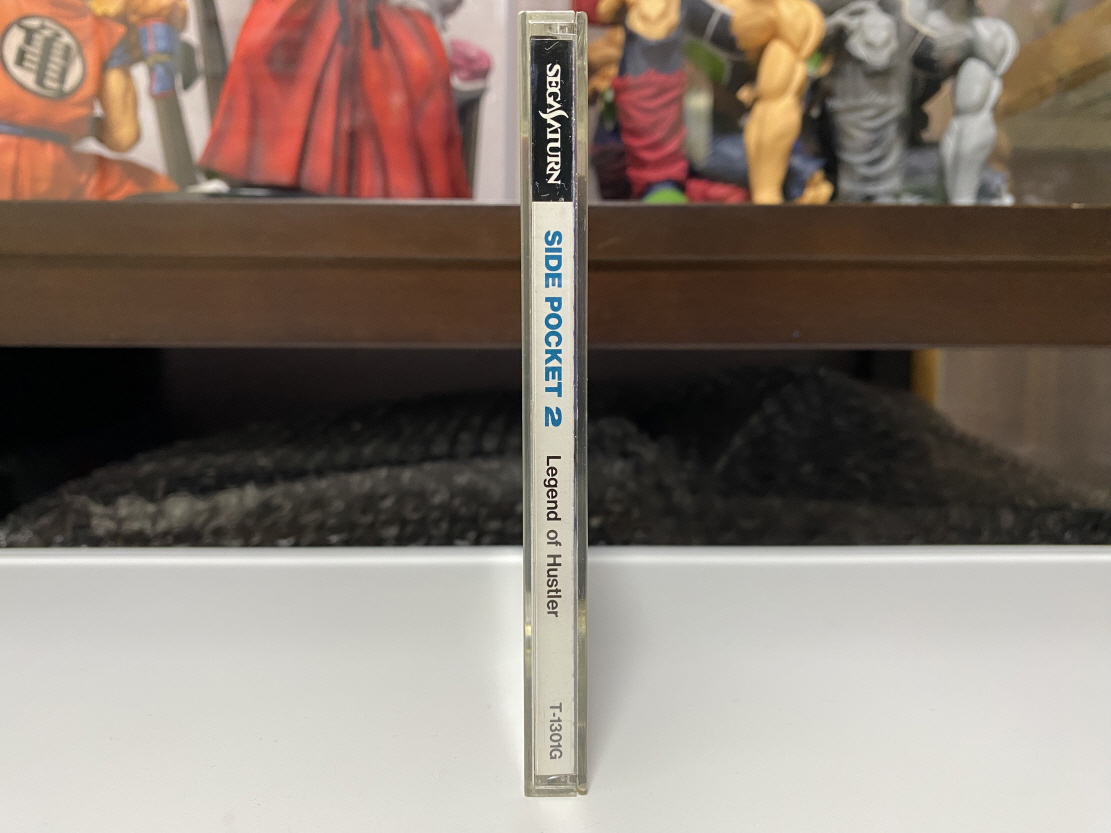 SEGA SATURN
SIDE POCKET 2
Legend of Hustler
T-1301G